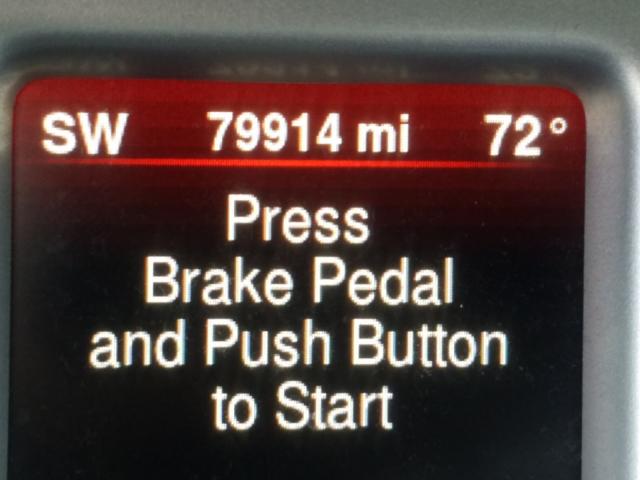 SW 79914 mi 72°
Press
Brake Pedal
and Push Button
to Start